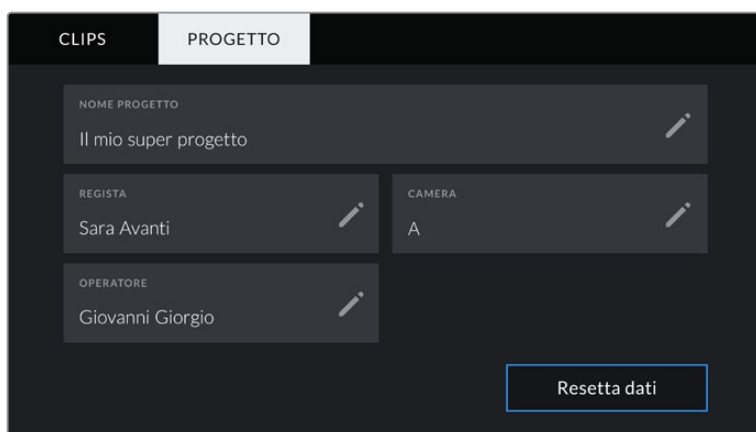 CLIPS PROGETTO
NOME PROGETTO
Il mio super progetto
REGISTA
Sara Avanti
CAMERA
A
OPERATORE
Giovanni Giorgio
Resetta dati